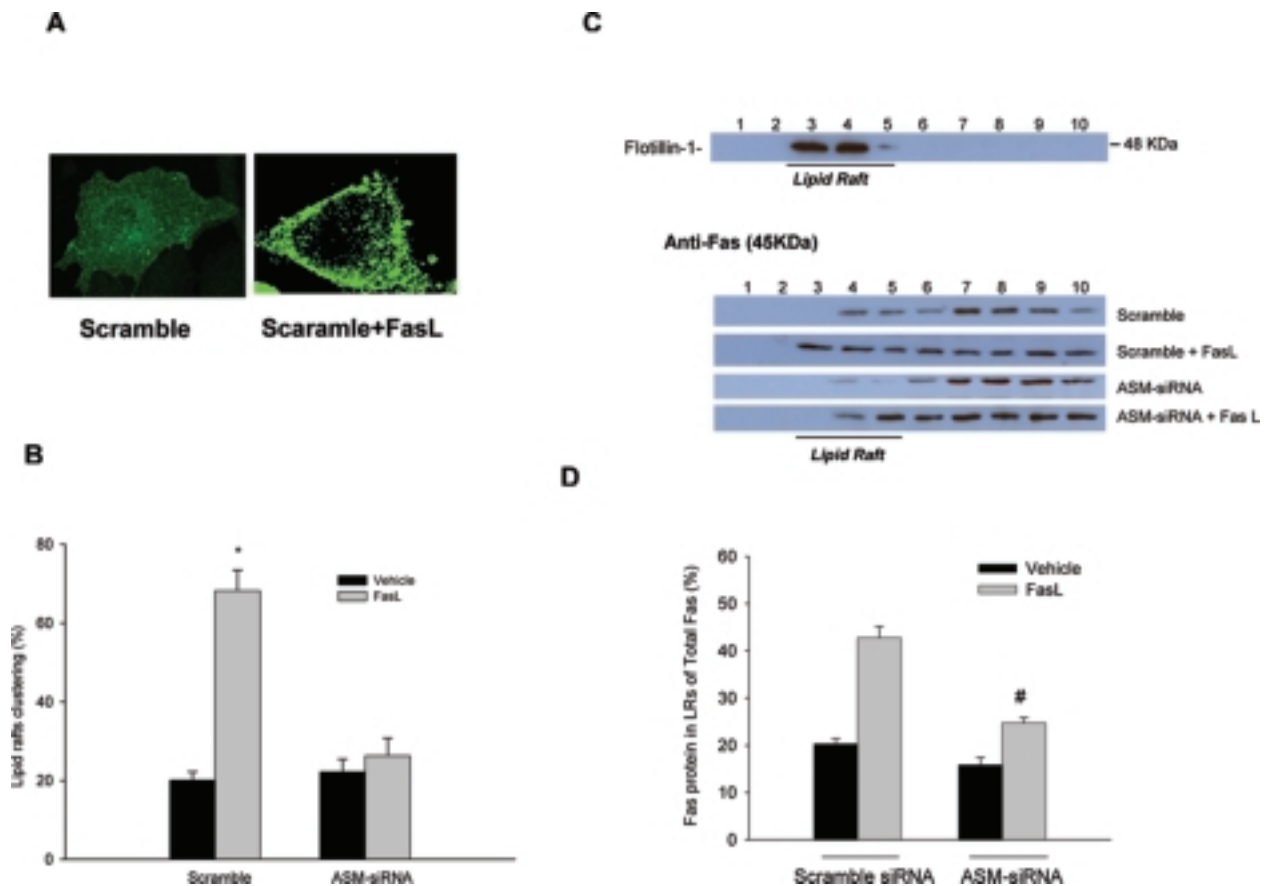 A
Scramble
Scaramle+FasL
B
80
60
40
20
0
Lipid rafts clustering (%)
*
Vehicle
FasL
Scramble
ASM-siRNA
C
1 2 3 4 5 6 7 8 9 10
Flotillin-1-
– 48 KDa
Lipid Raft
Anti-Fas (45KDa)
1 2 3 4 5 6 7 8 9 10
Scramble
Scramble + FasL
ASM-siRNA
ASM-siRNA + Fas L
Lipid Raft
D
60
50
40
30
20
10
0
Fas protein in LRs of Total Fas (%)
Vehicle
FasL
#
Scramble siRNA
ASM-siRNA